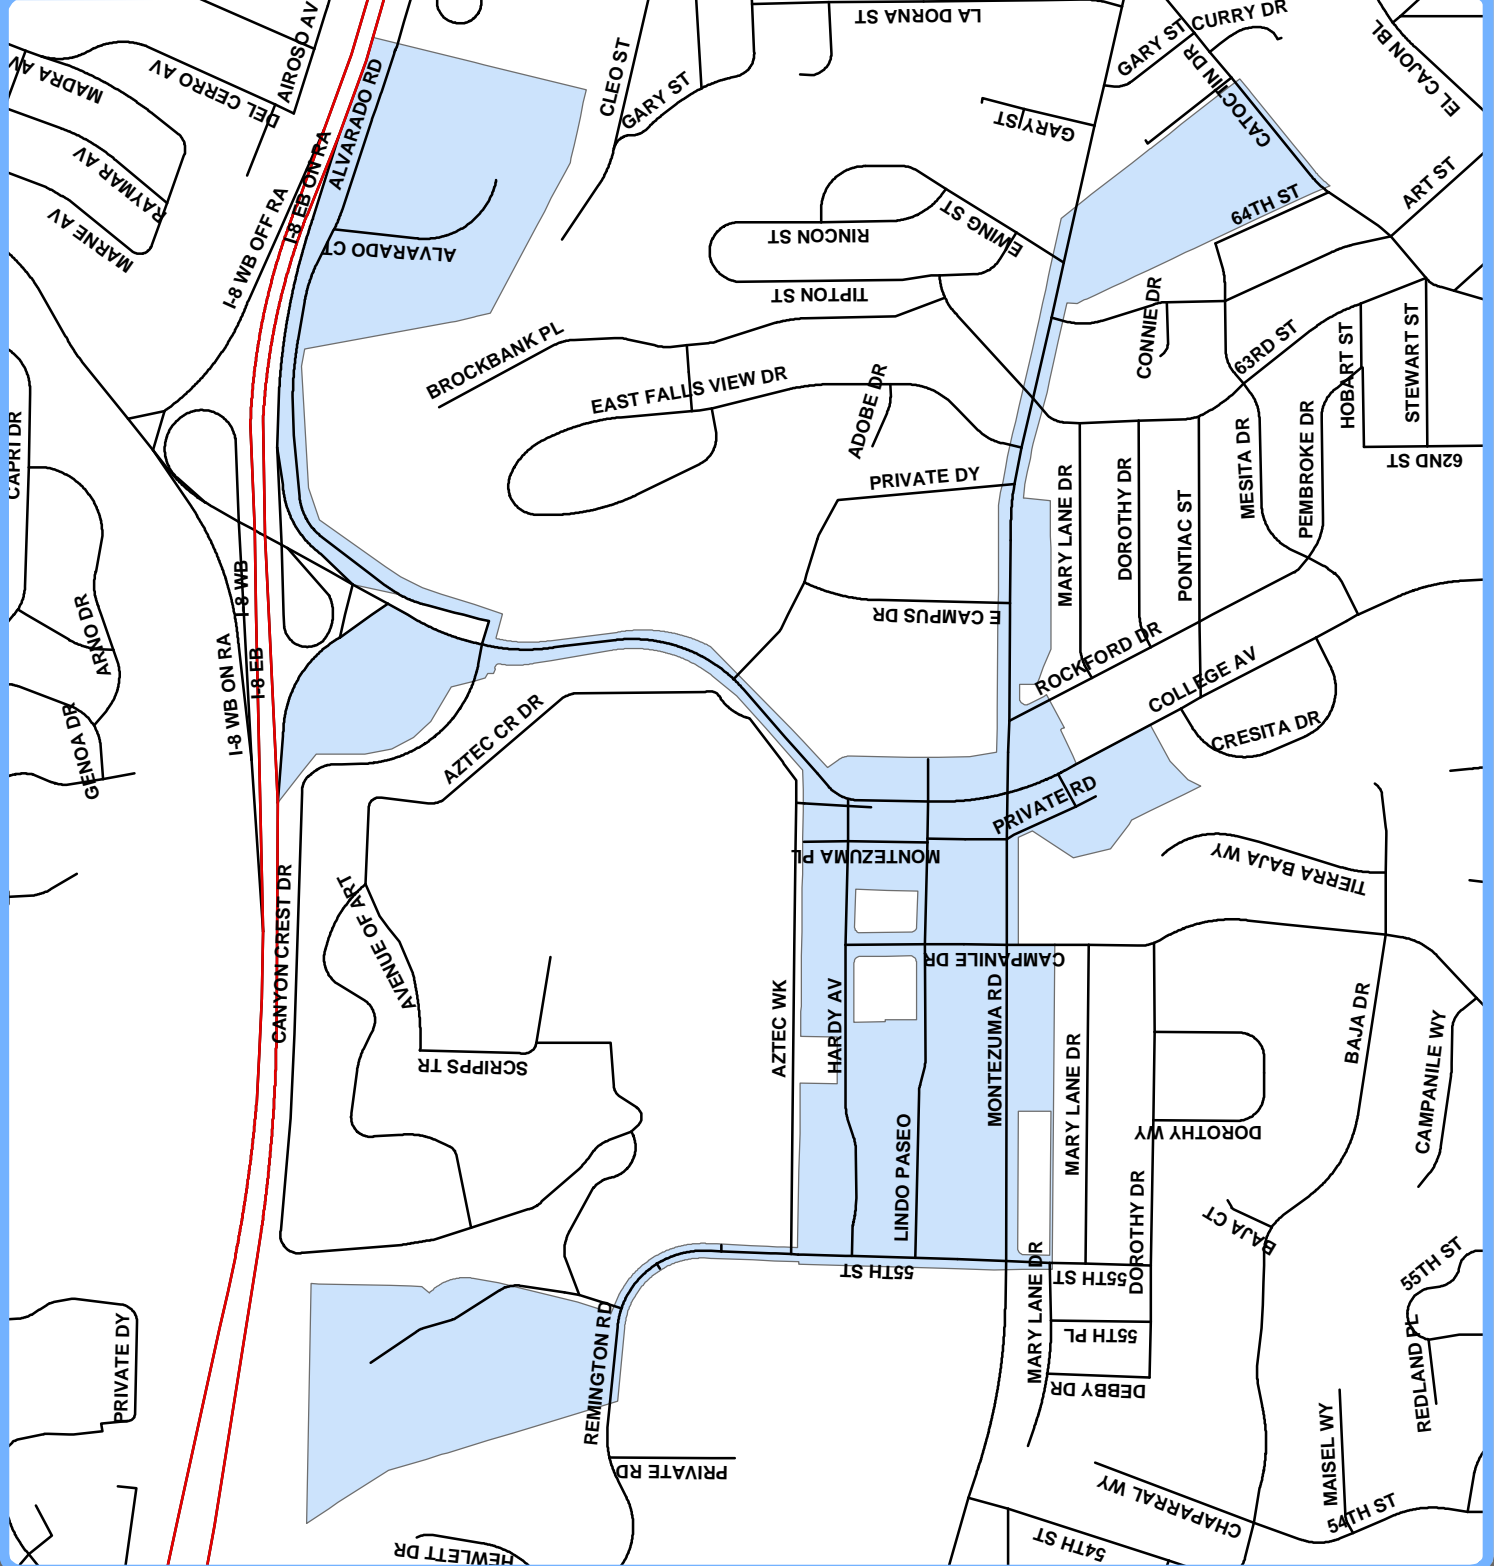 LA DORNA ST
CURRY DR
GARY ST
CATOCTIN DR
EL CAJON BL
AIROSO AV
DEL CERRO AV
MADRA AV
RAYMAR AV
MARNE AV
ALVARADO RD
I-8 EB ON RA
I-8 WB OFF RA
CLEO ST
GARY ST
GARY ST
ALVARADO CT
RINCON ST
EWING ST
TIPTON ST
64TH ST
ART ST
CONNIE DR
63RD ST
HOBART ST
STEWART ST
BROCKBANK PL
EAST FALLS VIEW DR
ADOBE DR
CAPRI DR
PRIVATE DY
MARY LANE DR
DOROTHY DR
PONTIAC ST
MESITA DR
PEMBROKE DR
62ND ST
I-8 WB
E CAMPUS DR
ARNO DR
I-8 WB ON RA
I-8 EB
ROCKFORD DR
COLLEGE AV
CRESITA DR
GENOA DR
AZTEC CR DR
PRIVATE RD
MONTEZUMA PL
TIERRA BAJA WY
CANYON CREST DR
AVENUE OF ART
CAMPANILE DR
AZTEC WK
HARDY AV
MONTEZUMA RD
SCRIPPS TR
MARY LANE DR
BAJA DR
CAMPANILE WY
LINDO PASEO
DOROTHY WY
DOROTHY DR
BAJA CT
55TH ST
55TH ST
55TH ST
MARY LANE DR
55TH PL
REDLAND PL
PRIVATE DY
REMINGTON RD
DEBBY DR
PRIVATE RD
MAISEL WY
CHAPARRAL WY
54TH ST
54TH ST
HEWLETT DR